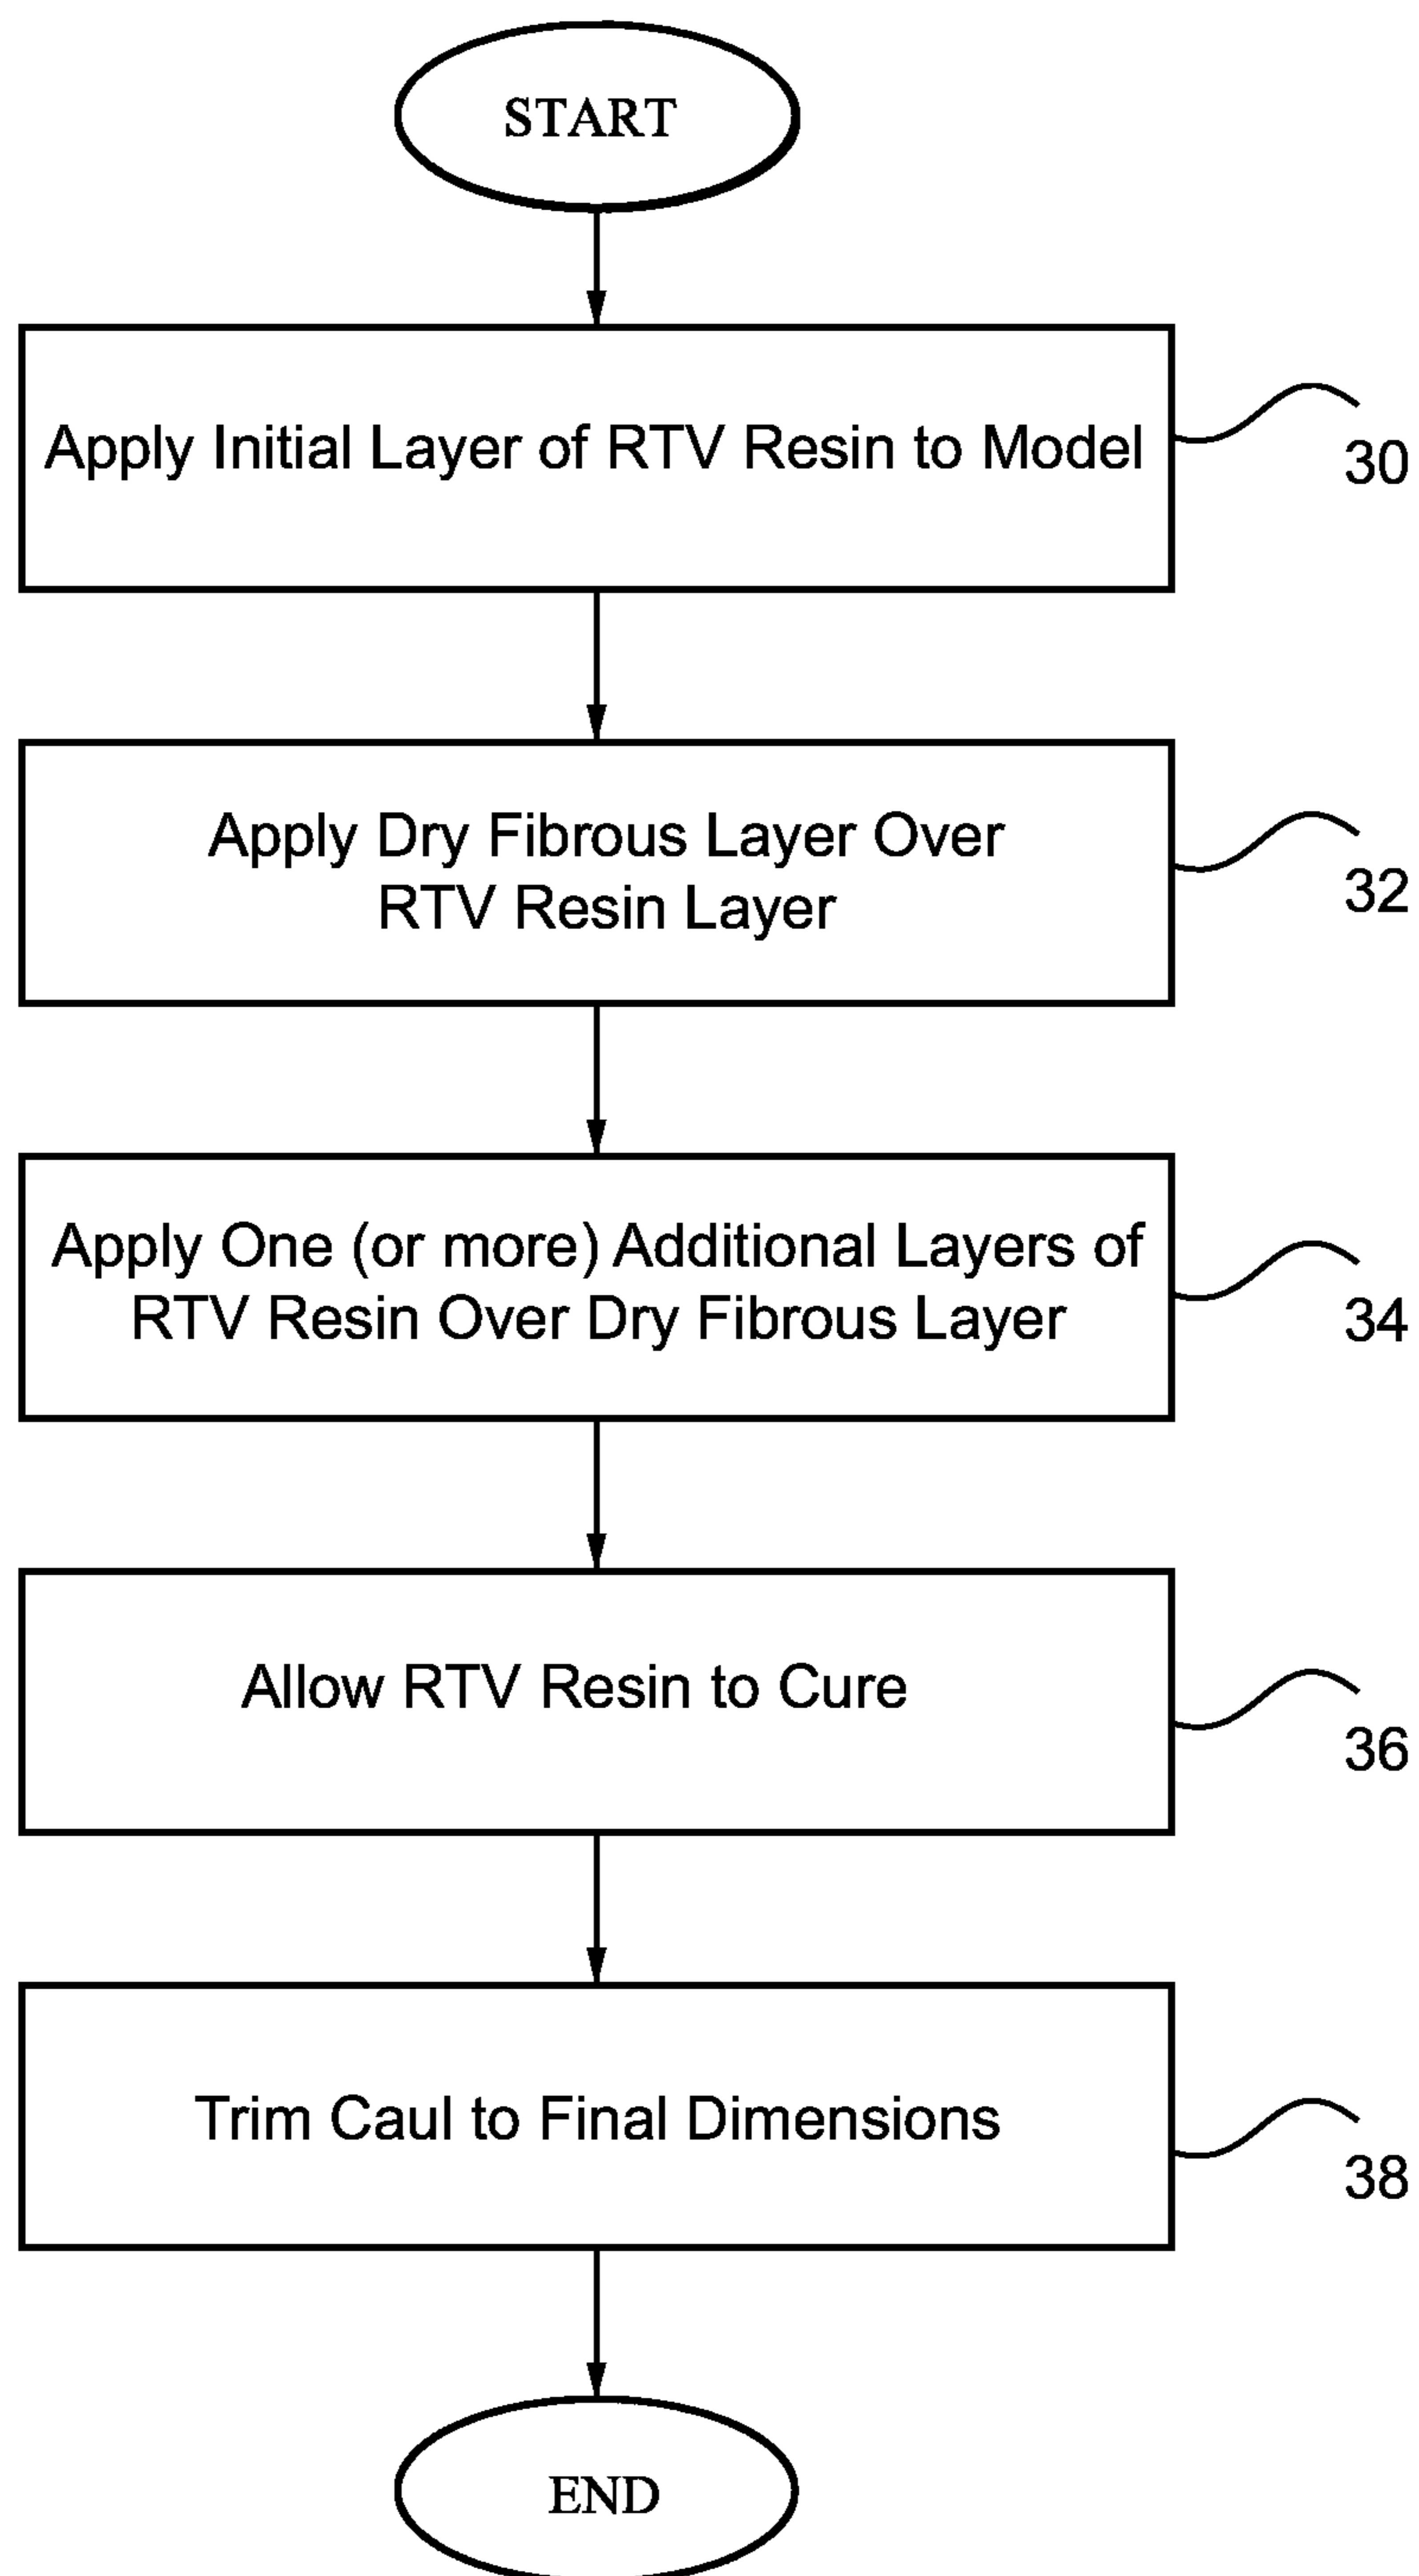 START
Apply Initial Layer of RTV Resin to Model
30
Apply Dry Fibrous Layer Over
RTV Resin Layer
32
Apply One (or more) Additional Layers of
RTV Resin Over Dry Fibrous Layer
34
Allow RTV Resin to Cure
36
Trim Caul to Final Dimensions
38
END